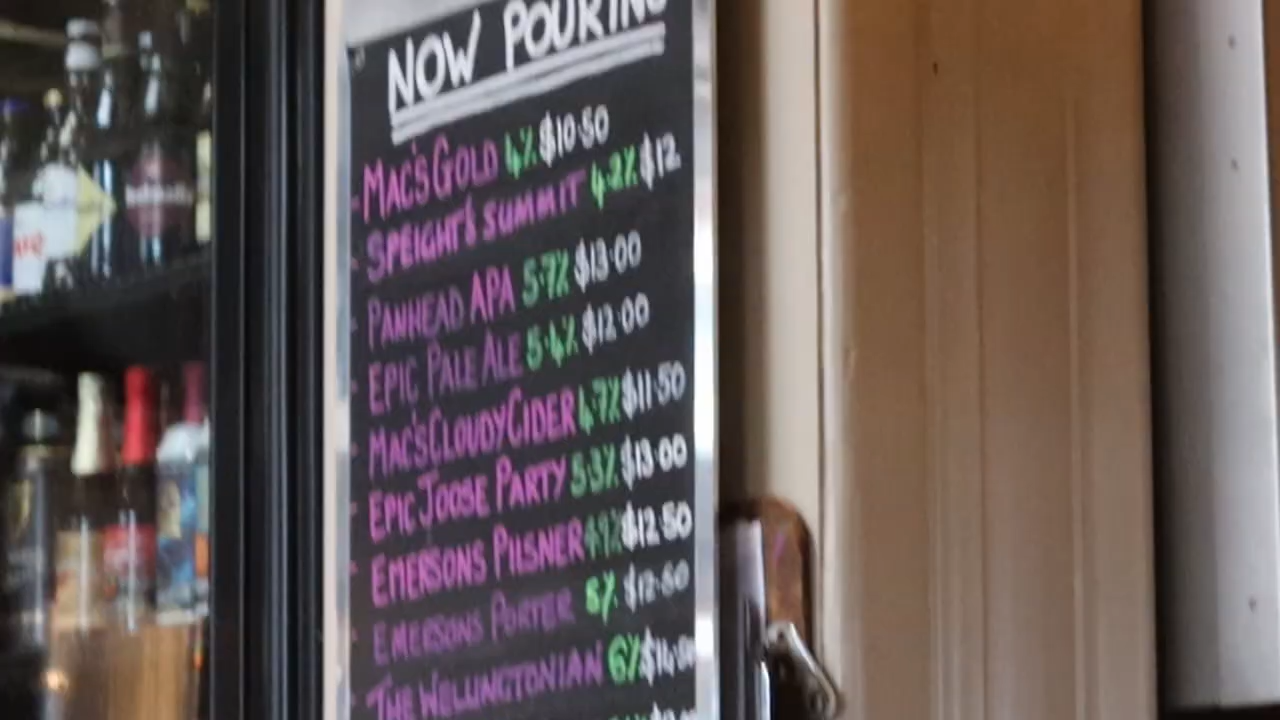 NOW POURING
- MAC'S GOLD 4% $10.50
- SPEIGHT'S SUMMIT 4.2% $12
- PANHEAD APA 5.7% $13.00
- EPIC PALE ALE 5.4% $12.00
- MAC'S CLOUDY CIDER 4.7% $11.50
- EPIC JOOSE PARTY 5.3% $13.00
- EMERSONS PILSNER 4.9% $12.50
- EMERSONS PORTER 5% $12.50
- THE WELLINGTONIAN 6%